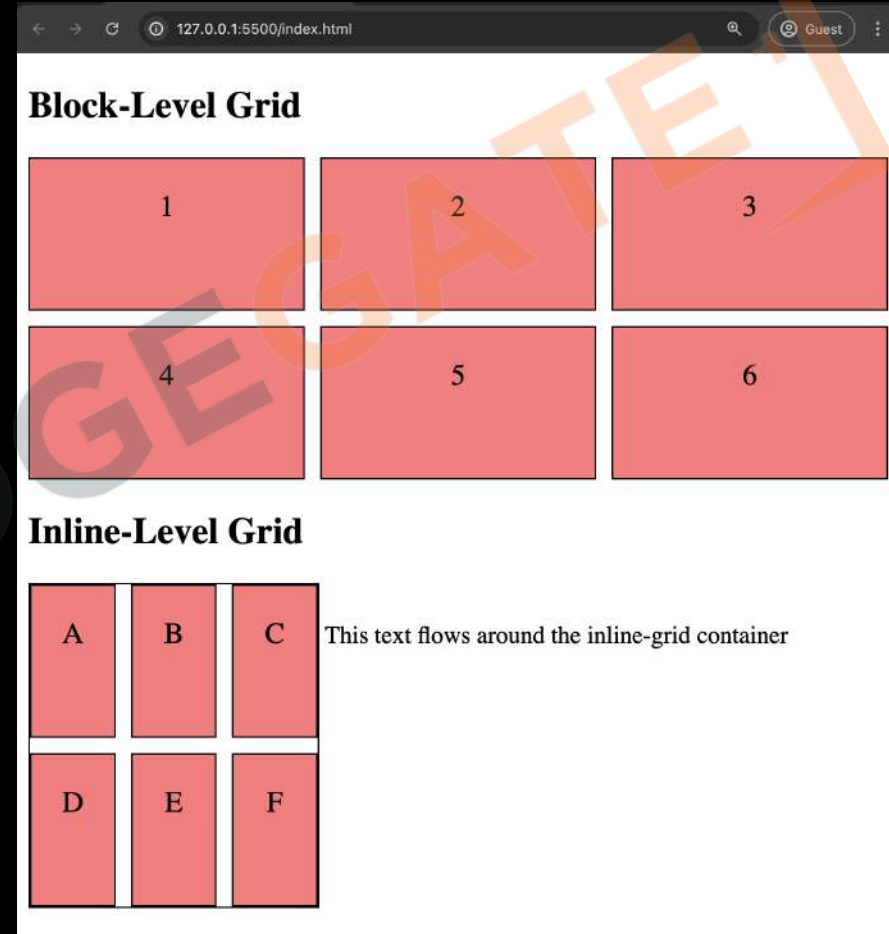 127.0.0.1:5500/index.html Guest
Block-Level Grid
1 2 3
4 5 6
Inline-Level Grid
A B C This text flows around the inline-grid container
D E F
GEGATE